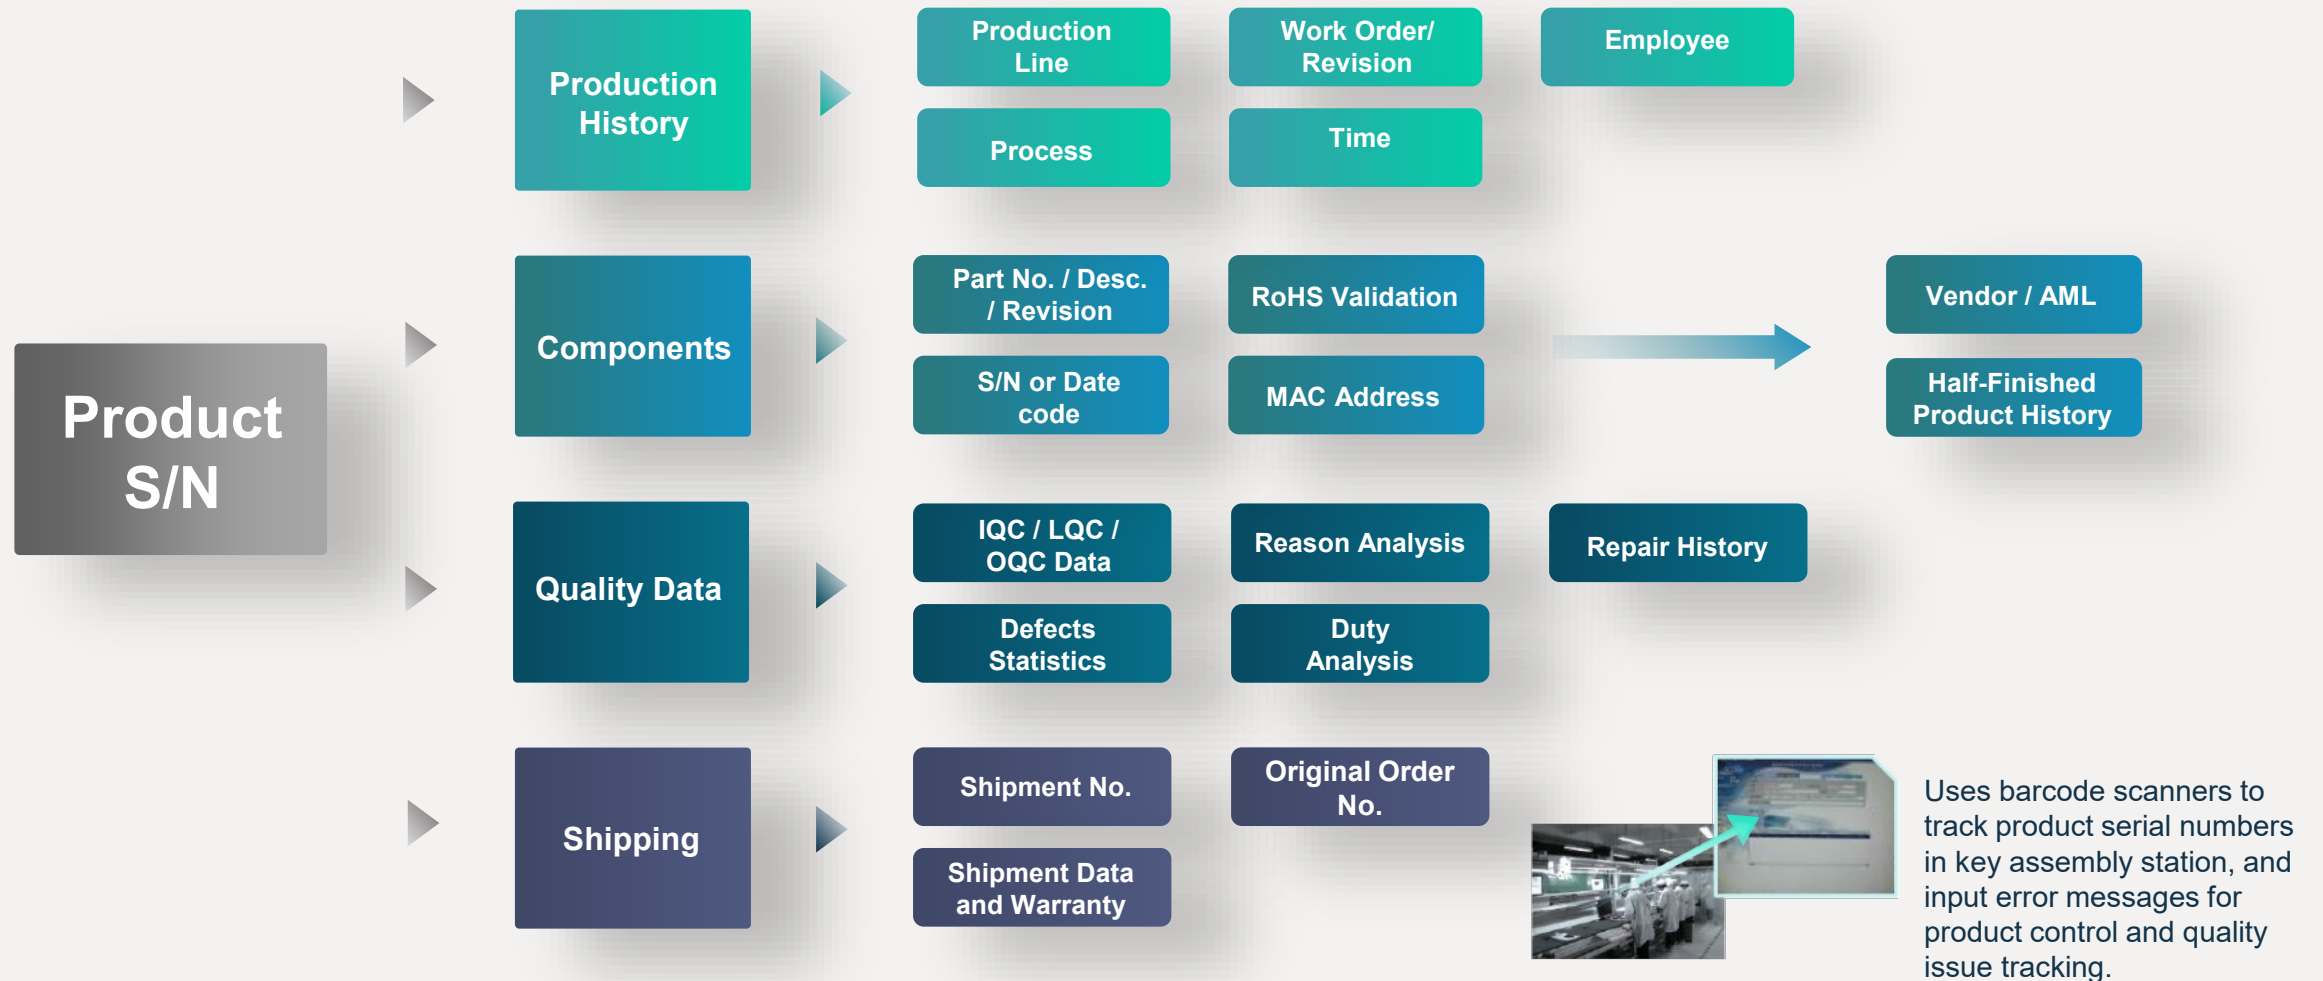 Production
History
Production
Line
Work Order/
Revision
Employee
Process
Time
Product
S/N
Components
Part No. / Desc.
/ Revision
RoHS Validation
S/N or Date
code
MAC Address
Vendor / AML
Half-Finished
Product History
Quality Data
IQC / LQC /
OQC Data
Reason Analysis
Repair History
Defects
Statistics
Duty
Analysis
Shipping
Shipment No.
Original Order
No.
Shipment Data
and Warranty
Uses barcode scanners to
track product serial numbers
in key assembly station, and
input error messages for
product control and quality
issue tracking.